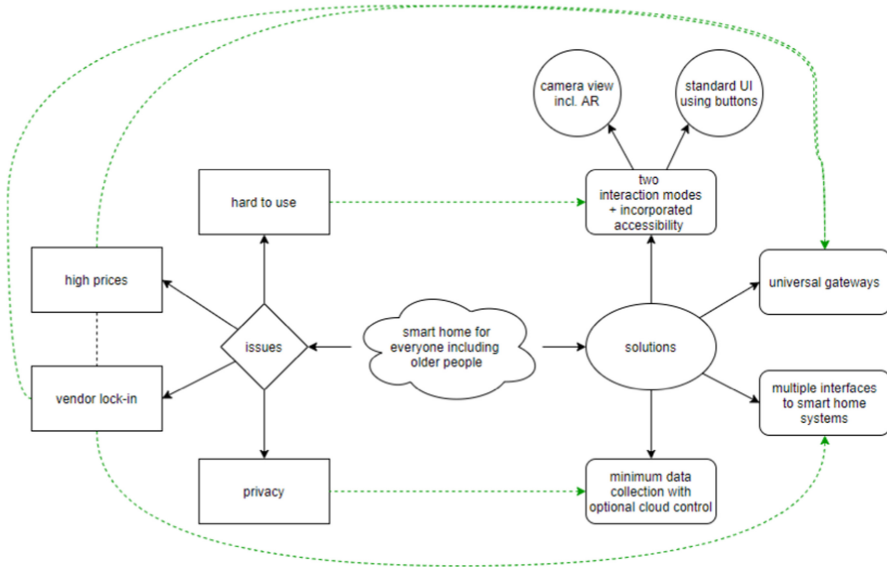 camera view
incl. AR
standard UI
using buttons
hard to use
two
interaction modes
+ incorporated
accessibility
high prices
universal gateways
issues
smart home for
everyone including
older people
solutions
vendor lock-in
multiple interfaces
to smart home
systems
privacy
minimum data
collection with
optional cloud control